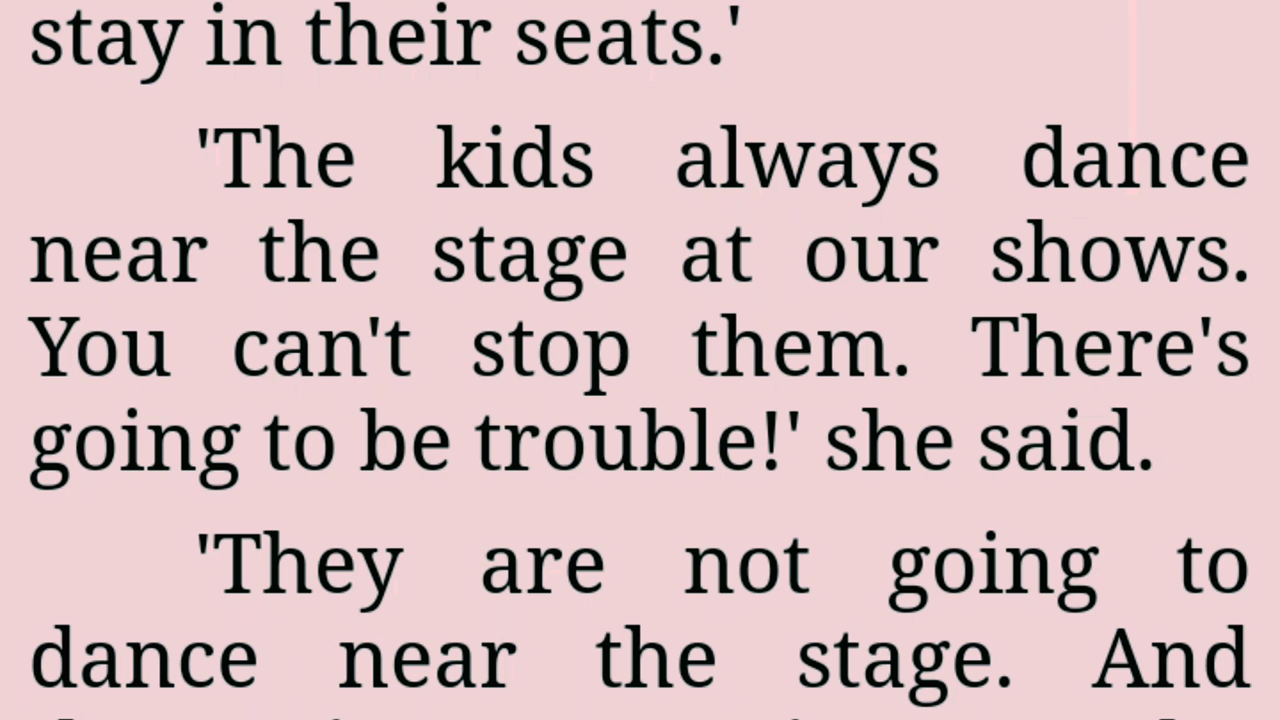 stay in their seats.'
'The kids always dance
near the stage at our shows.
You can't stop them. There's
going to be trouble!' she said.
'They are not going to
dance near the stage. And